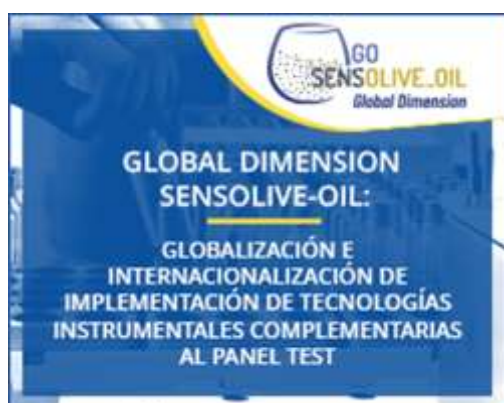 GO
SENSOLIVE_OIL
Global Dimension
GLOBAL DIMENSION
SENSOLIVE-OIL:
GLOBALIZACIÓN E
INTERNACIONALIZACIÓN DE
IMPLEMENTACIÓN DE TECNOLOGÍAS
INSTRUMENTALES COMPLEMENTARIAS
AL PANEL TEST